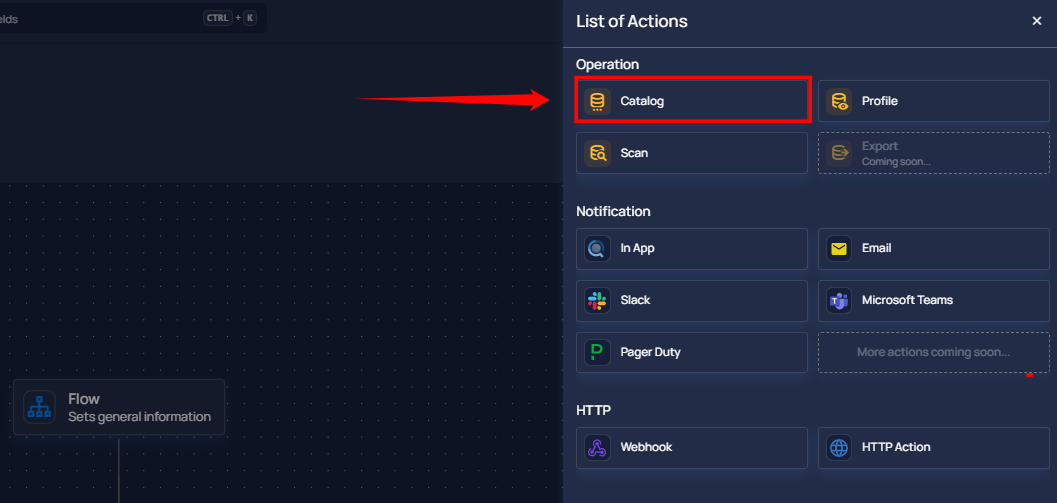 elds
CTRL + K
List of Actions
Operation
Catalog
Profile
Scan
Export
Coming soon...
Notification
In App
Email
Slack
Microsoft Teams
Pager Duty
More actions coming soon...
HTTP
Webhook
HTTP Action
Flow
Sets general information